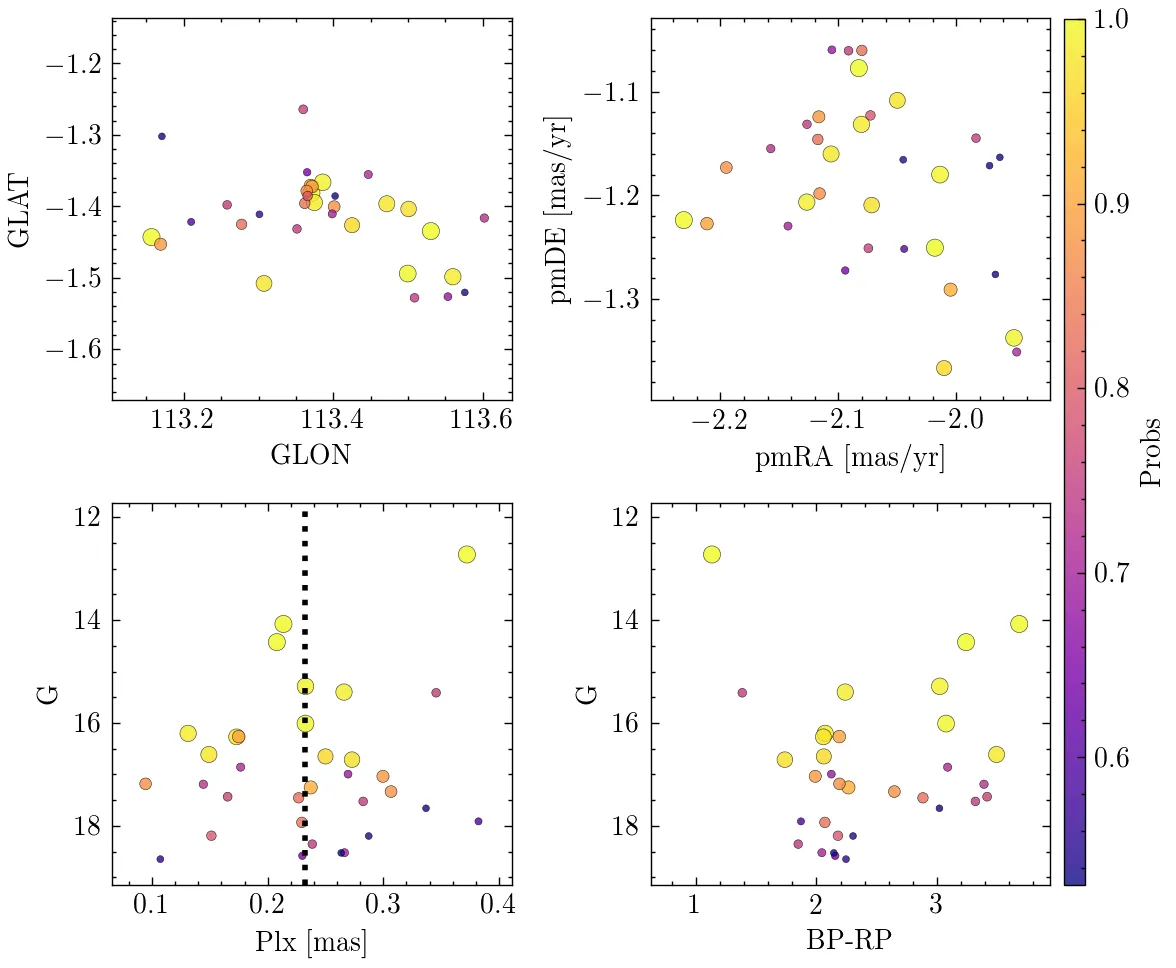 −1.2
−1.3
−1.4
−1.5
−1.6
GLAT
113.2 113.4 113.6
GLON
−1.1
−1.2
−1.3
pmDE [mas/yr]
−2.2 −2.1 −2.0
pmRA [mas/yr]
12
14
16
18
G
0.1 0.2 0.3 0.4
Plx [mas]
12
14
16
18
G
1 2 3
BP-RP
1.0
0.9
0.8
0.7
0.6
Probs